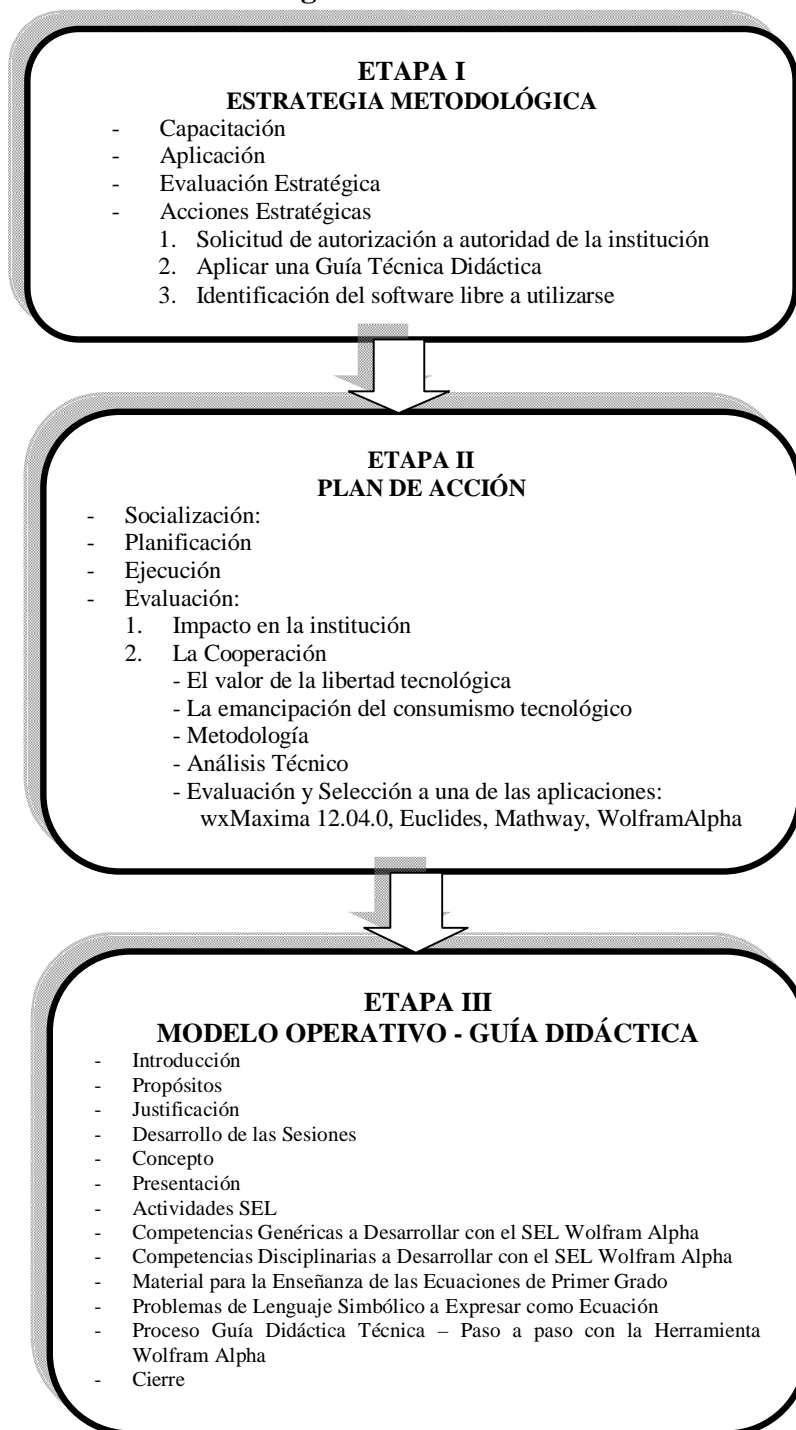 ETAPA I
ESTRATEGIA METODOLÓGICA
- Capacitación
- Aplicación
- Evaluación Estratégica
- Acciones Estratégicas
1. Solicitud de autorización a autoridad de la institución
2. Aplicar una Guía Técnica Didáctica
3. Identificación del software libre a utilizarse
ETAPA II
PLAN DE ACCIÓN
- Socialización:
- Planificación
- Ejecución
- Evaluación:
1. Impacto en la institución
2. La Cooperación
- El valor de la libertad tecnológica
- La emancipación del consumismo tecnológico
- Metodología
- Análisis Técnico
- Evaluación y Selección a una de las aplicaciones:
wxMaxima 12.04.0, Euclides, Mathway, WolframAlpha
ETAPA III
MODELO OPERATIVO - GUÍA DIDÁCTICA
- Introducción
- Propósitos
- Justificación
- Desarrollo de las Sesiones
- Concepto
- Presentación
- Actividades SEL
- Competencias Genéricas a Desarrollar con el SEL Wolfram Alpha
- Competencias Disciplinarias a Desarrollar con el SEL Wolfram Alpha
- Material para la Enseñanza de las Ecuaciones de Primer Grado
- Problemas de Lenguaje Simbólico a Expresar como Ecuación
- Proceso Guía Didáctica Técnica – Paso a paso con la Herramienta
Wolfram Alpha
- Cierre